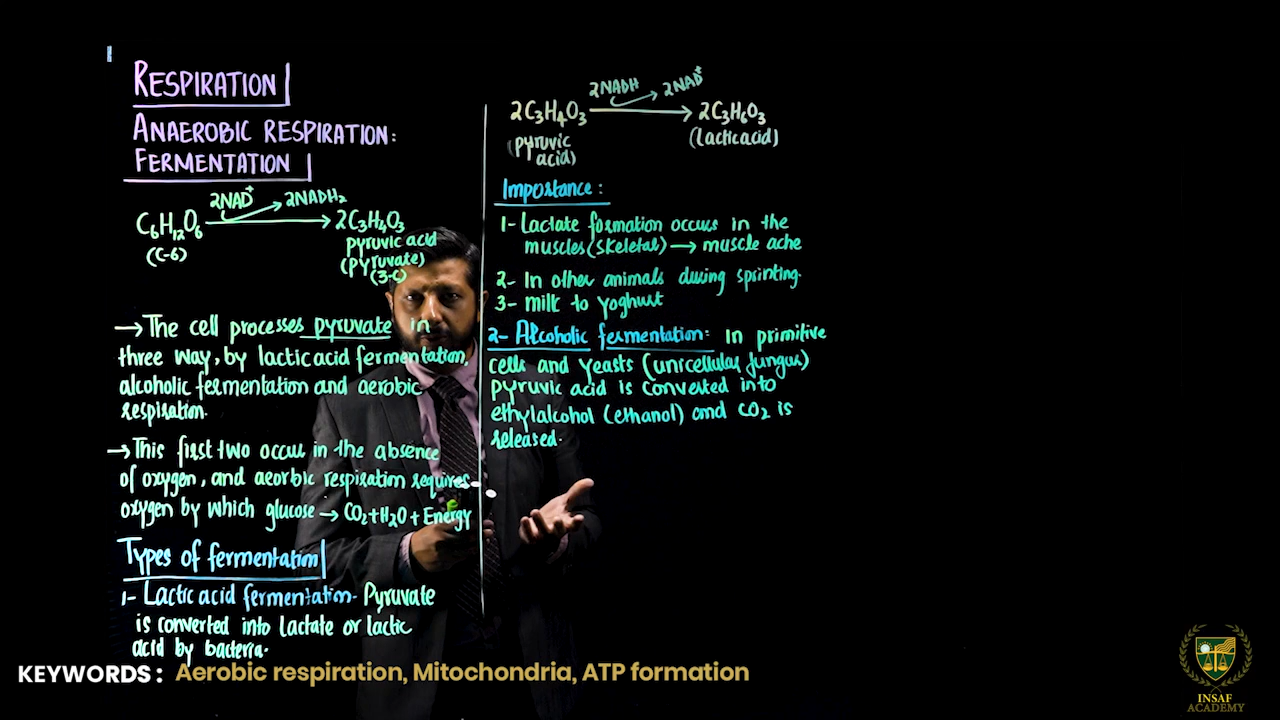 RESPIRATION
ANAEROBIC RESPIRATION:
FERMENTATION
2NAD⁺ 2NADH₂
C₆H₁₂O₆ → 2C₃H₄O₃
(C-6)
pyruvic acid
(pyruvate)
(3-C)
→ The cell processes pyruvate in
three way, by lactic acid fermentation,
alcoholic fermentation and aerobic
respiration.
→ This first two occur in the absence
of oxygen, and aeorbic respiration requires
oxygen by which glucose → CO₂+H₂O+Energy
Types of fermentation
1- Lactic acid fermentation- Pyruvate
is converted into Lactate or lactic
acid by bacteria.
2NADH 2NAD⁺
2C₃H₄O₃ → 2C₃H₆O₃
(pyruvic
acid)
(Lactic acid)
Importance:
1- Lactate formation occurs in the
muscles (skeletal) → muscle ache
2- In other animals during sprinting.
3- milk to yoghurt
2- Alcoholic fermentation: In primitive
cells and yeasts (unicellular fungus)
pyruvic acid is converted into
ethylalcohol (ethanol) and CO₂ is
released.
KEYWORDS : Aerobic respiration, Mitochondria, ATP formation
INSAF
ACADEMY